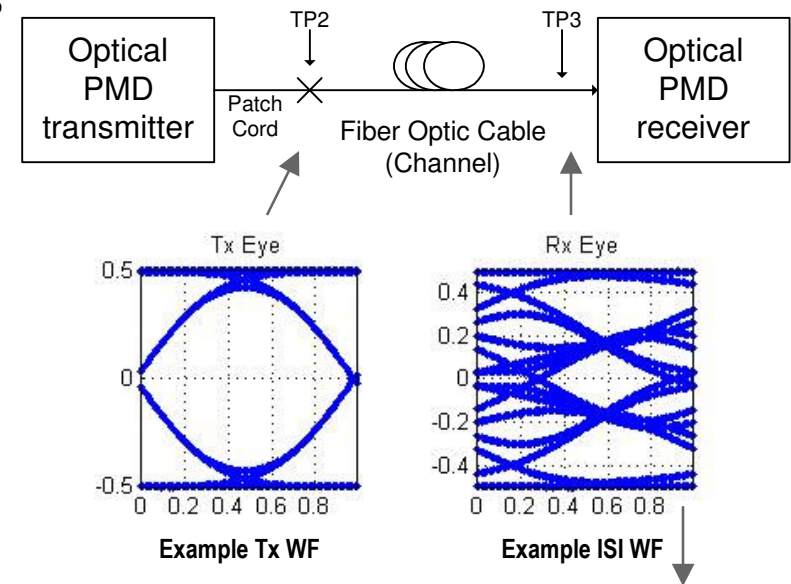 TP2
TP3
Optical
PMD
transmitter
Patch
Cord
Fiber Optic Cable
(Channel)
Optical
PMD
receiver
Tx Eye
0.5
0
-0.5
0 0.2 0.4 0.6 0.8
Example Tx WF
Rx Eye
0.4
0.2
0
-0.2
-0.4
0 0.2 0.4 0.6 0.8
Example ISI WF